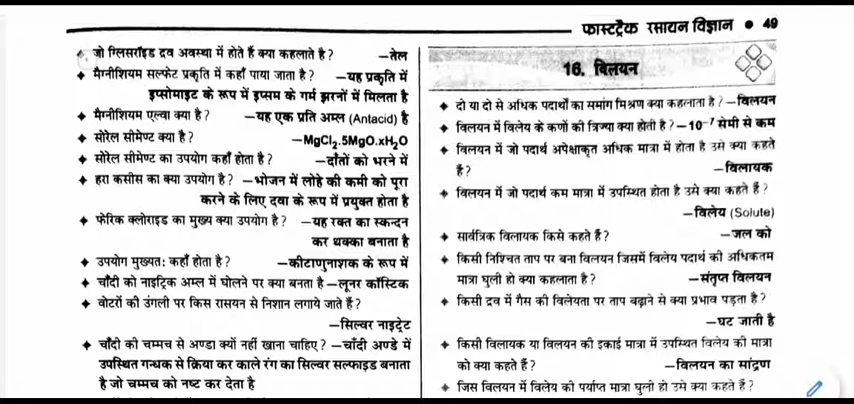 फास्टट्रैक रसायन विज्ञान ● 49
जो ग्लिसराॅइड द्रव अवस्था में होते हैं क्या कहलाते है? —तेल
मैग्नीशियम सल्फेट प्रकृति में कहाँ पाया जाता है? —यह प्रकृति में
इप्सोमाइट के रूप में इप्सम के गर्म झरनों में मिलता है
मैग्नीशियम एल्वा क्या है? —यह एक प्रति अम्ल (Antacid) है
सोरेल सीमेण्ट क्या है? —MgCl₂.5MgO.xH₂O
सोरेल सीमेण्ट का उपयोग कहाँ होता है? —दाँतों को भरने में
हरा कसीस का क्या उपयोग है? —भोजन में लोहे की कमी को पूरा
करने के लिए दवा के रूप में प्रयुक्त होता है
फेरिक क्लोराइड का मुख्य क्या उपयोग है? —यह रक्त का स्कन्दन
कर थक्का बनाता है
उपयोग मुख्यतः कहाँ होता है? —कीटाणुनाशक के रूप में
चाँदी को नाइट्रिक अम्ल में घोलने पर क्या बनता है —लूनर कॉस्टिक
वोटरों की उंगली पर किस रासयन से निशान लगाये जाते हैं?
—सिल्वर नाइट्रेट
चाँदी की चम्मच से अण्डा क्यों नहीं खाना चाहिए? —चाँदी अण्डे में
उपस्थित गन्धक से क्रिया कर काले रंग का सिल्वर सल्फाइड बनाता
है जो चम्मच को नष्ट कर देता है
16. विलयन
दो या दो से अधिक पदार्थों का समांग मिश्रण क्या कहलाता है? —विलयन
विलयन में विलेय के कणों की त्रिज्या क्या होती है? —10⁻⁷ सेमी से कम
विलयन में जो पदार्थ अपेक्षाकृत अधिक मात्रा में होता है उसे क्या कहते
हैं? —विलायक
विलयन में जो पदार्थ कम मात्रा में उपस्थित होता है उसे क्या कहते हैं?
—विलेय (Solute)
सार्वत्रिक विलायक किसे कहते हैं? —जल को
किसी निश्चित ताप पर बना विलयन जिसमें विलेय पदार्थ की अधिकतम
मात्रा घुली हो क्या कहलाता है? —संतृप्त विलयन
किसी द्रव में गैस की विलेयता पर ताप बढ़ाने से क्या प्रभाव पड़ता है?
—घट जाती है
किसी विलायक या विलयन की इकाई मात्रा में उपस्थित विलेय की मात्रा
को क्या कहते हैं? —विलयन का सांद्रण
जिस विलयन में विलेय की पर्याप्त मात्रा घुली हो उसे क्या कहते हैं?